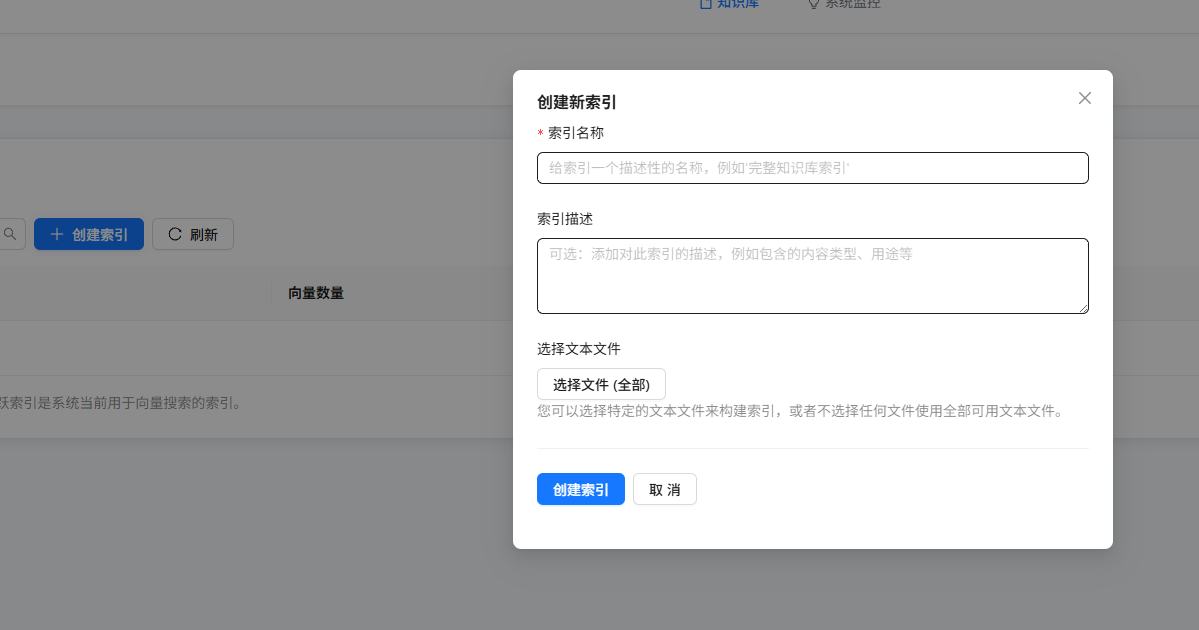 知识库
系统监控
创建新索引
* 索引名称
给索引一个描述性的名称，例如'完整知识库索引'
索引描述
创建索引
刷新
可选：添加对此索引的描述，例如包含的内容类型、用途等
向量数量
选择文本文件
选择文件 (全部)
跃索引是系统当前用于向量搜索的索引。
您可以选择特定的文本文件来构建索引，或者不选择任何文件使用全部可用文本文件。
创建索引
取 消